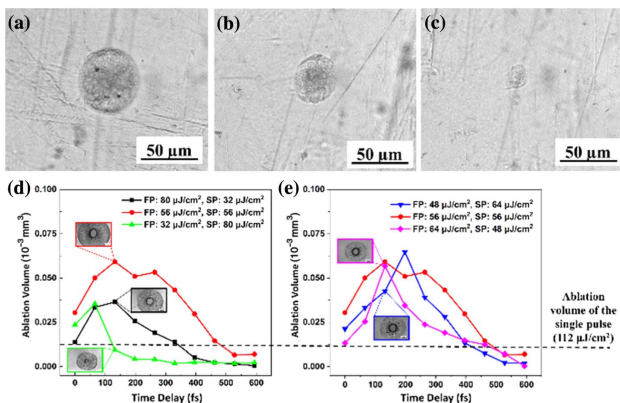 (a)
50 µm
(b)
50 µm
(c)
50 µm
(d)
FP: 80 µJ/cm², SP: 32 µJ/cm²
FP: 56 µJ/cm², SP: 56 µJ/cm²
FP: 32 µJ/cm², SP: 80 µJ/cm²
Ablation Volume (10⁻³ mm³)
0.100
0.075
0.050
0.025
0.000
0 100 200 300 400 500 600
Time Delay (fs)
(e)
FP: 48 µJ/cm², SP: 64 µJ/cm²
FP: 56 µJ/cm², SP: 56 µJ/cm²
FP: 64 µJ/cm², SP: 48 µJ/cm²
Ablation Volume (10⁻³ mm³)
0.100
0.075
0.050
0.025
0.000
0 100 200 300 400 500 600
Time Delay (fs)
Ablation
volume of the
single pulse
(112 µJ/cm²)